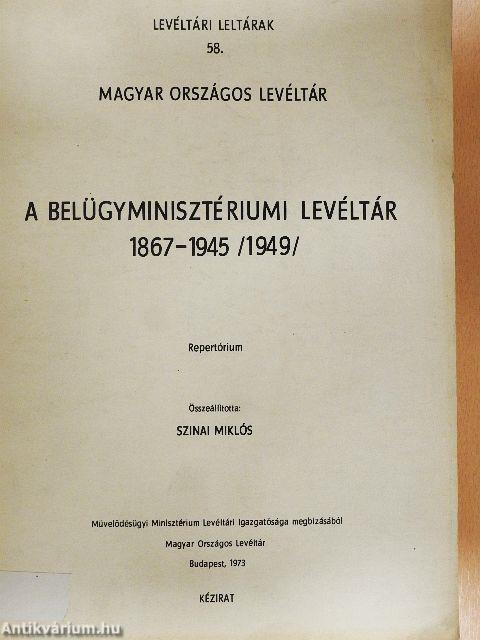 LEVÉLTÁRI LELTÁRAK
58.
MAGYAR ORSZÁGOS LEVÉLTÁR
A BELÜGYMINISZTÉRIUMI LEVÉLTÁR
1867-1945 /1949/
Repertórium
Összeállította:
SZINAI MIKLÓS
Művelődésügyi Minisztérium Levéltári Igazgatósága megbízásából
Magyar Országos Levéltár
Budapest, 1973
KÉZIRAT
Antikvárium.hu